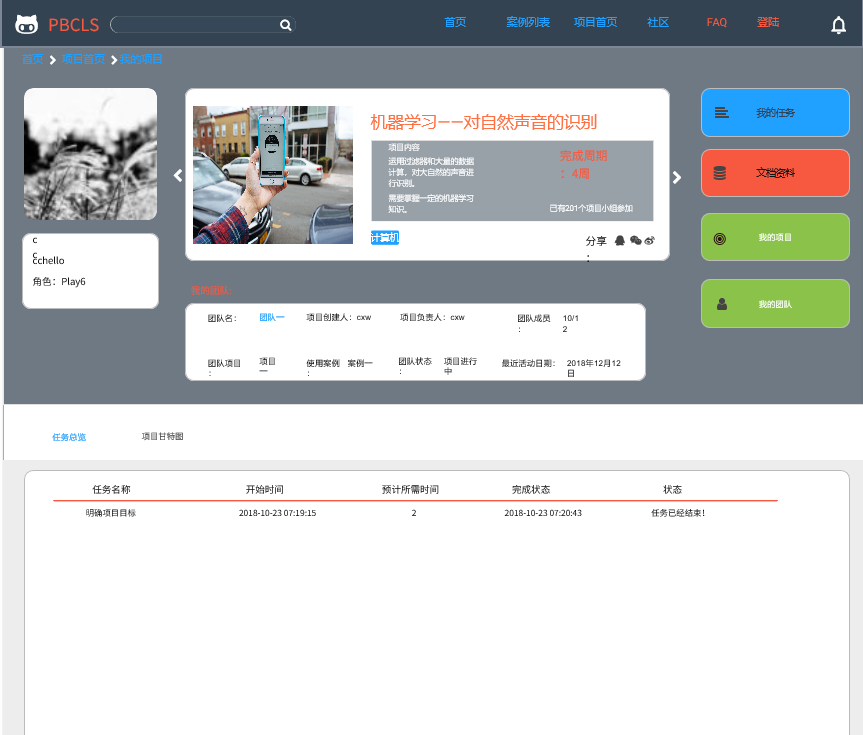 PBCLS
首页 案例列表 项目首页 社区 FAQ 登陆
首页 项目首页 我的项目
c
c
cchello
角色：Play6
机器学习——对自然声音的识别
项目内容
运用过滤器和大量的数据
计算，对大自然的声音进
行识别。
需要掌握一定的机器学习
知识。
完成周期
：4周
己有201个项目小组参加
计算机
分享
：
我的任务
文档资料
我的项目
我的团队
团队名： 团队一 项目创建人：cxw 项目负责人：cxw 团队成员
： 10/1
2
团队项目
： 项目
一 使用案例
： 案例一 团队状态
： 项目进行
中 最近活动日期： 2018年12月12
日
任务总览 项目甘特图
任务名称 开始时间 预计所需时间 完成状态 状态
明确项目目标 2018-10-23 07:19:15 2 2018-10-23 07:20:43 任务已经结束!